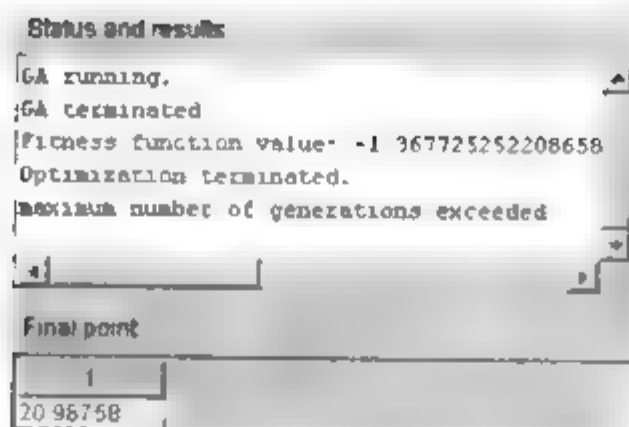 Status and results
GA running.
GA terminated
Fitness function value: -1.367725252208658
Optimization terminated.
maximum number of generations exceeded
Final point
1
20.98758